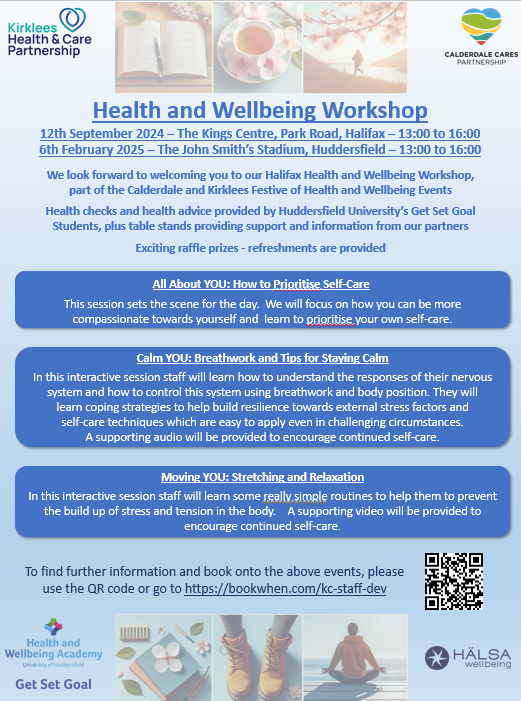 Kirklees
Health & Care
Partnership
CALDERDALE CARES
PARTNERSHIP
Health and Wellbeing Workshop
12th September 2024 – The Kings Centre, Park Road, Halifax – 13:00 to 16:00
6th February 2025 – The John Smith's Stadium, Huddersfield – 13:00 to 16:00
We look forward to welcoming you to our Halifax Health and Wellbeing Workshop,
part of the Calderdale and Kirklees Festive of Health and Wellbeing Events
Health checks and health advice provided by Huddersfield University's Get Set Goal
Students, plus table stands providing support and information from our partners
Exciting raffle prizes - refreshments are provided
All About YOU: How to Prioritise Self-Care
This session sets the scene for the day. We will focus on how you can be more
compassionate towards yourself and learn to prioritise your own self-care.
Calm YOU: Breathwork and Tips for Staying Calm
In this interactive session staff will learn how to understand the responses of their nervous
system and how to control this system using breathwork and body position. They will
learn coping strategies to help build resilience towards external stress factors and
self-care techniques which are easy to apply even in challenging circumstances.
A supporting audio will be provided to encourage continued self-care.
Moving YOU: Stretching and Relaxation
In this interactive session staff will learn some really simple routines to help them to prevent
the build up of stress and tension in the body. A supporting video will be provided to
encourage continued self-care.
To find further information and book onto the above events, please
use the QR code or go to https://bookwhen.com/kc-staff-dev
Health and
Wellbeing Academy
University of Huddersfield
Get Set Goal
HÄLSA
wellbeing